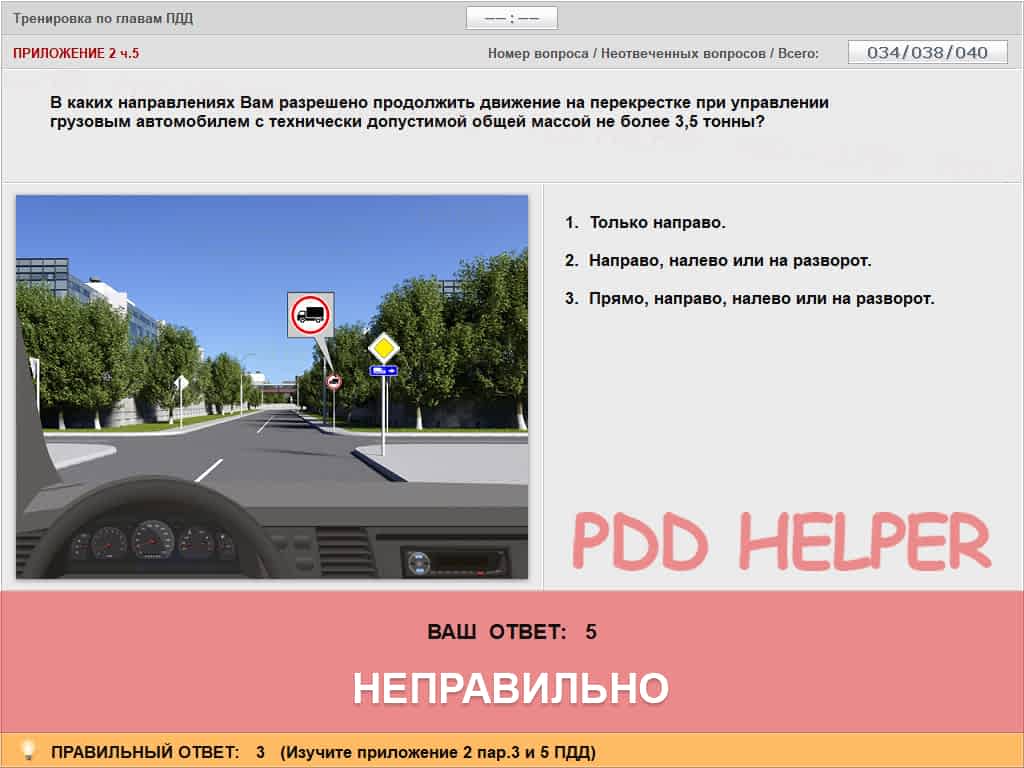 Тренировка по главам ПДД
—— : ——
ПРИЛОЖЕНИЕ 2 ч.5
Номер вопроса / Неотвеченных вопросов / Всего:
034/038/040
В каких направлениях Вам разрешено продолжить движение на перекрестке при управлении
грузовым автомобилем с технически допустимой общей массой не более 3,5 тонны?
1. Только направо.
2. Направо, налево или на разворот.
3. Прямо, направо, налево или на разворот.
PDD HELPER
ВАШ ОТВЕТ: 5
НЕПРАВИЛЬНО
ПРАВИЛЬНЫЙ ОТВЕТ: 3 (Изучите приложение 2 пар.3 и 5 ПДД)